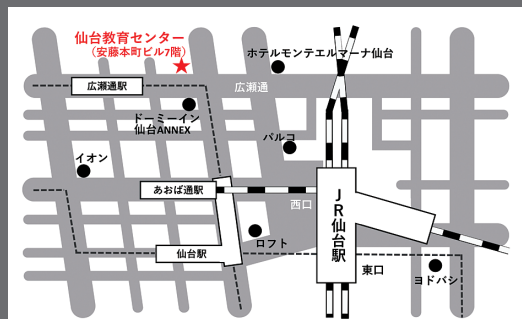 仙台教育センター
（安藤本町ビル7階）
ホテルモンテエルマーナ仙台
広瀬通駅
広瀬通
ドーミーイン
仙台ANNEX
パルコ
イオン
あおば通駅
西口
JR仙台駅
ロフト
仙台駅
東口
ヨドバシ